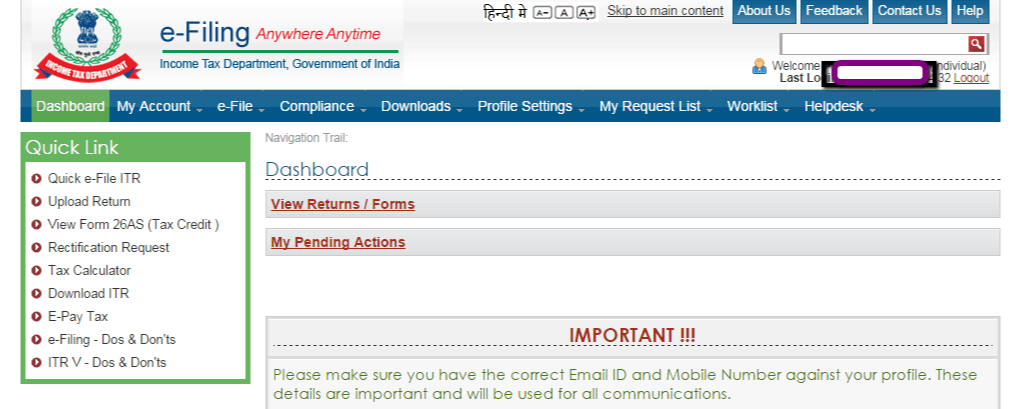 हिन्दी मे A- A A+ Skip to main content About Us Feedback Contact Us Help
e-Filing Anywhere Anytime
Income Tax Department, Government of India
INCOME TAX DEPARTMENT
Welcome ndividual)
Last Lo 32 Logout
Dashboard My Account e-File Compliance Downloads Profile Settings My Request List Worklist Helpdesk
Quick Link
Quick e-File ITR
Upload Return
View Form 26AS (Tax Credit )
Rectification Request
Tax Calculator
Download ITR
E-Pay Tax
e-Filing - Dos & Don'ts
ITR V - Dos & Don'ts
Navigation Trail:
Dashboard
View Returns / Forms
My Pending Actions
IMPORTANT !!!
Please make sure you have the correct Email ID and Mobile Number against your profile. These
details are important and will be used for all communications.